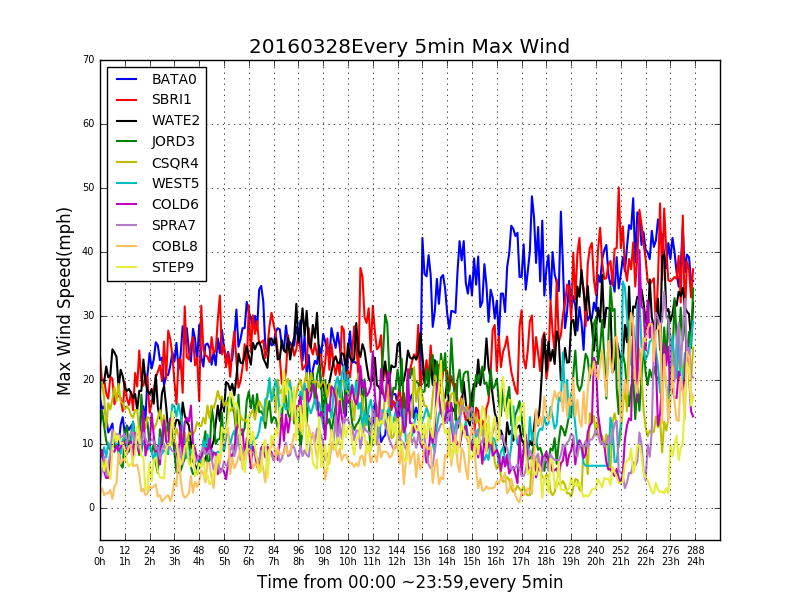 20160328Every 5min Max Wind
70
60
50
40
30
20
10
0
Max Wind Speed(mph)
BATA0
SBRI1
WATE2
JORD3
CSQR4
WEST5
COLD6
SPRA7
COBL8
STEP9
0 12 24 36 48 60 72 84 96 108 120 132 144 156 168 180 192 204 216 228 240 252 264 276 288
0h 1h 2h 3h 4h 5h 6h 7h 8h 9h 10h 11h 12h 13h 14h 15h 16h 17h 18h 19h 20h 21h 22h 23h 24h
Time from 00:00 ~23:59,every 5min